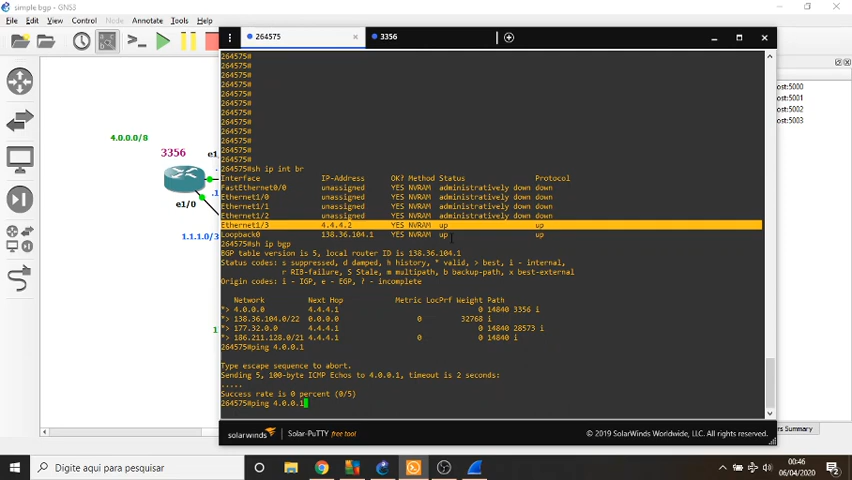 simple bgp - GNS3
File Edit View Control Node Annotate Tools Help
264575
3356
4.0.0.0/8
3356
e1
e1/0
1.1.1.0/3
ost:5000
ost:5001
ost:5002
ost:5003
s Summary
264575#
264575#
264575#
264575#
264575#
264575#
264575#
264575#
264575#
264575#
264575#
264575#
264575#sh ip int br
Interface IP-Address OK? Method Status Protocol
FastEthernet0/0 unassigned YES NVRAM administratively down down
Ethernet1/0 unassigned YES NVRAM administratively down down
Ethernet1/1 unassigned YES NVRAM administratively down down
Ethernet1/2 unassigned YES NVRAM administratively down down
Ethernet1/3 4.4.4.2 YES NVRAM up up
Loopback0 138.36.104.1 YES NVRAM up up
264575#sh ip bgp
BGP table version is 5, local router ID is 138.36.104.1
Status codes: s suppressed, d damped, h history, * valid, > best, i - internal,
r RIB-failure, S Stale, m multipath, b backup-path, x best-external
Origin codes: i - IGP, e - EGP, ? - incomplete
Network Next Hop Metric LocPrf Weight Path
*> 4.0.0.0 4.4.4.1 0 14840 3356 i
*> 138.36.104.0/22 0.0.0.0 0 32768 i
*> 177.32.0.0 4.4.4.1 0 14840 28573 i
*> 186.211.128.0/21 4.4.4.1 0 0 14840 i
264575#ping 4.0.0.1
Type escape sequence to abort.
Sending 5, 100-byte ICMP Echos to 4.0.0.1, timeout is 2 seconds:
.....
Success rate is 0 percent (0/5)
264575#ping 4.0.0.1
solarwinds Solar-PuTTY free tool
© 2019 SolarWinds Worldwide, LLC. All rights reserved.
Digite aqui para pesquisar
00:46
06/04/2020